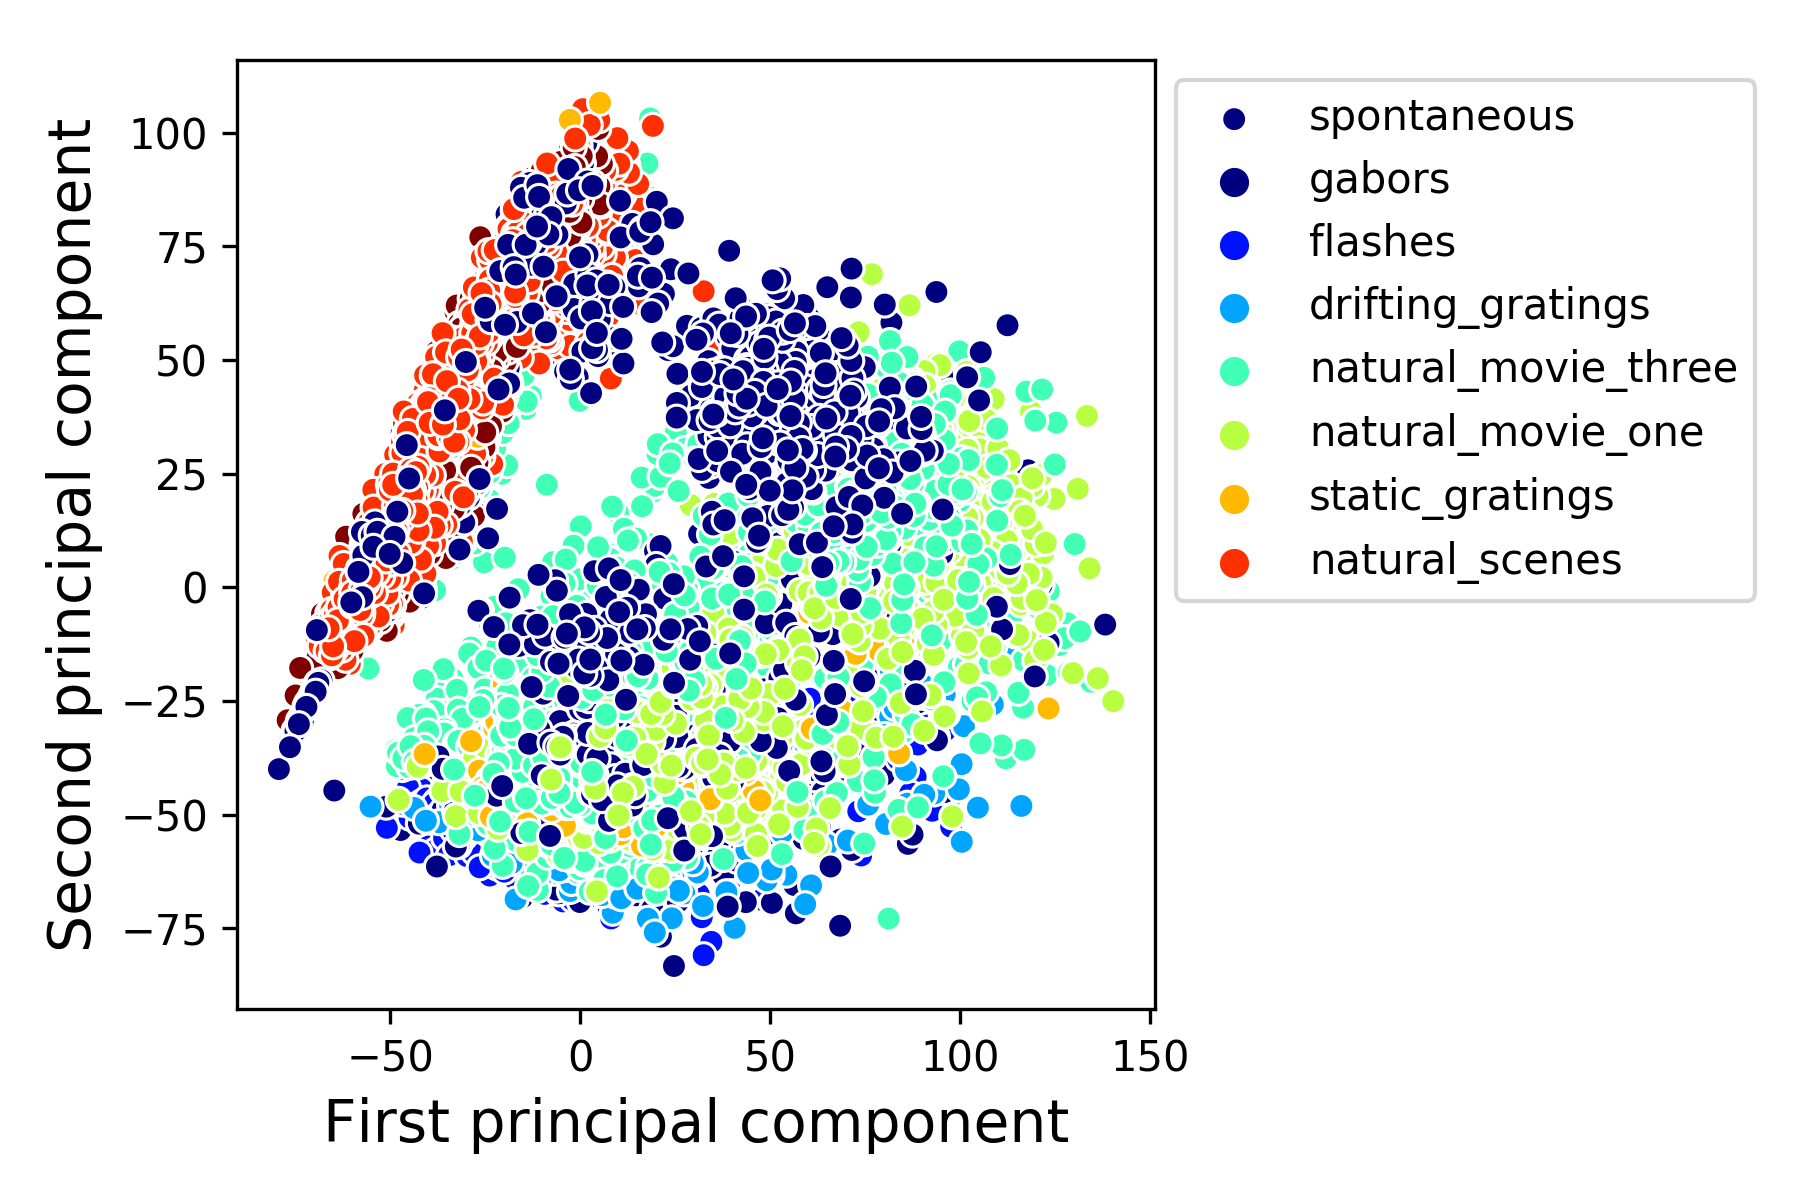 Second principal component
100
75
50
25
0
−25
−50
−75
−50
0
50
100
150
First principal component
spontaneous
gabors
flashes
drifting_gratings
natural_movie_three
natural_movie_one
static_gratings
natural_scenes